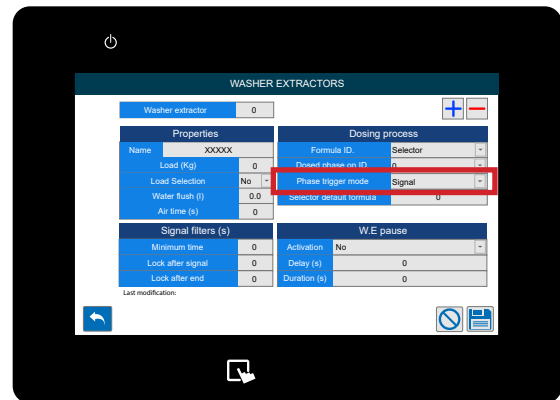 WASHER EXTRACTORS
Washer extractor 0
Properties
Name XXXXX
Load (Kg) 0
Load Selection No
Water flush (l) 0.0
Air time (s) 0
Dosing process
Formula ID. Selector
Dosed phase on ID 0
Phase trigger mode Signal
Selector default formula 0
Signal filters (s)
Minimum time 0
Lock after signal 0
Lock after end 0
W.E pause
Activation No
Delay (s) 0
Duration (s) 0
Last modification: